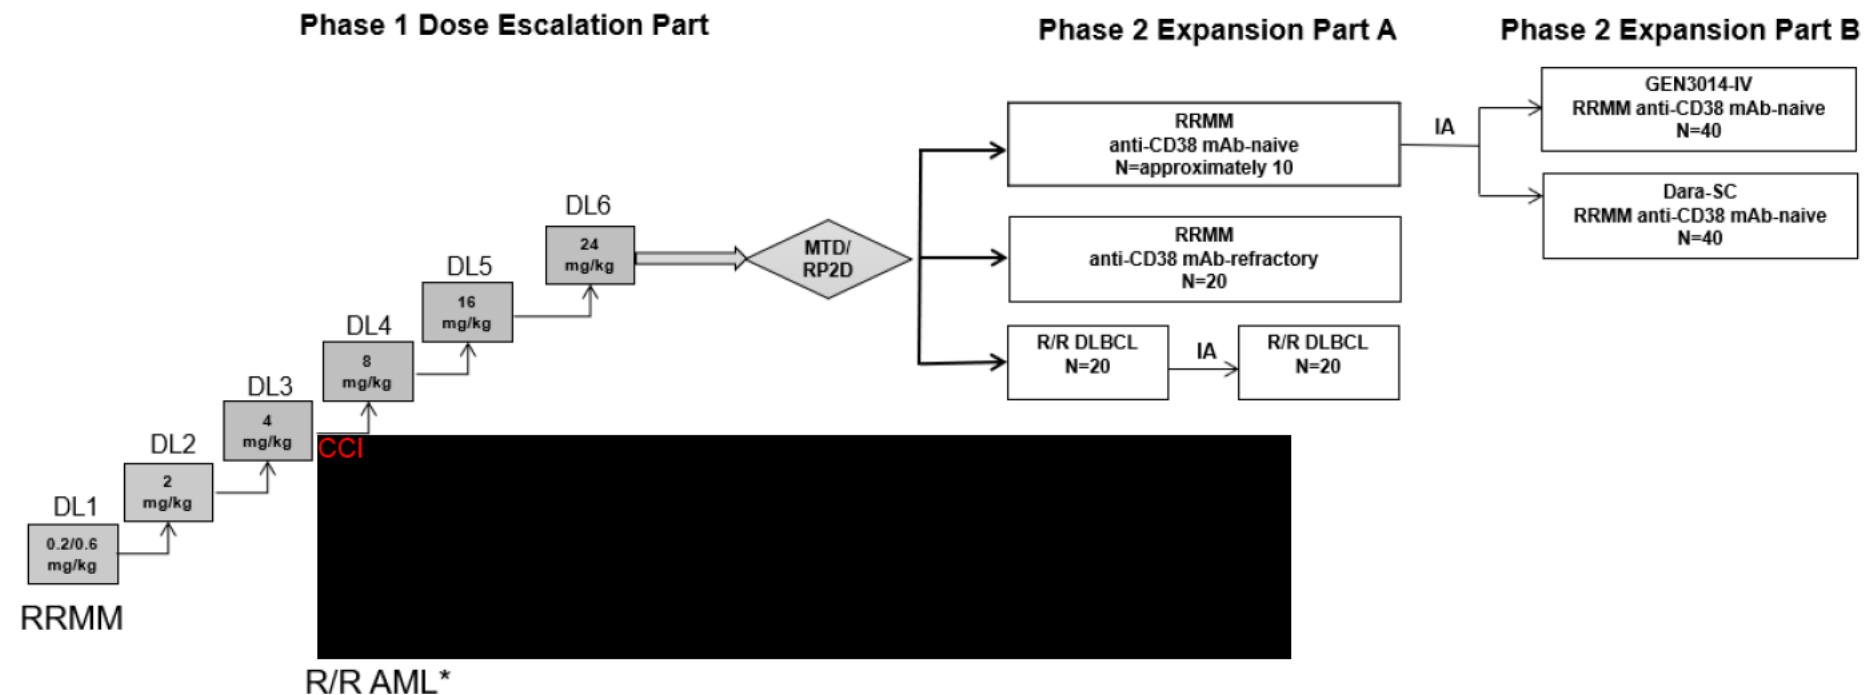 Phase 1 Dose Escalation Part
Phase 2 Expansion Part A
Phase 2 Expansion Part B
DL1
0.2/0.6
mg/kg
RRMM
DL2
2
mg/kg
DL3
4
mg/kg
DL4
8
mg/kg
DL5
16
mg/kg
DL6
24
mg/kg
MTD/
RP2D
RRMM
anti-CD38 mAb-naive
N=approximately 10
RRMM
anti-CD38 mAb-refractory
N=20
R/R DLBCL
N=20
IA
R/R DLBCL
N=20
IA
GEN3014-IV
RRMM anti-CD38 mAb-naive
N=40
Dara-SC
RRMM anti-CD38 mAb-naive
N=40
CCI
R/R AML*